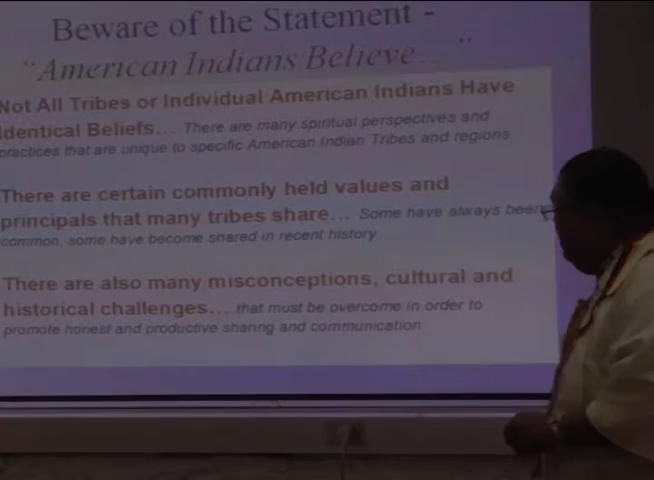 Beware of the Statement -
"American Indians Believe... "
Not All Tribes or Individual American Indians Have
Identical Beliefs... There are many spiritual perspectives and
practices that are unique to specific American Indian Tribes and regions
There are certain commonly held values and
principals that many tribes share... Some have always been
common, some have become shared in recent history
There are also many misconceptions, cultural and
historical challenges... that must be overcome in order to
promote honest and productive sharing and communication